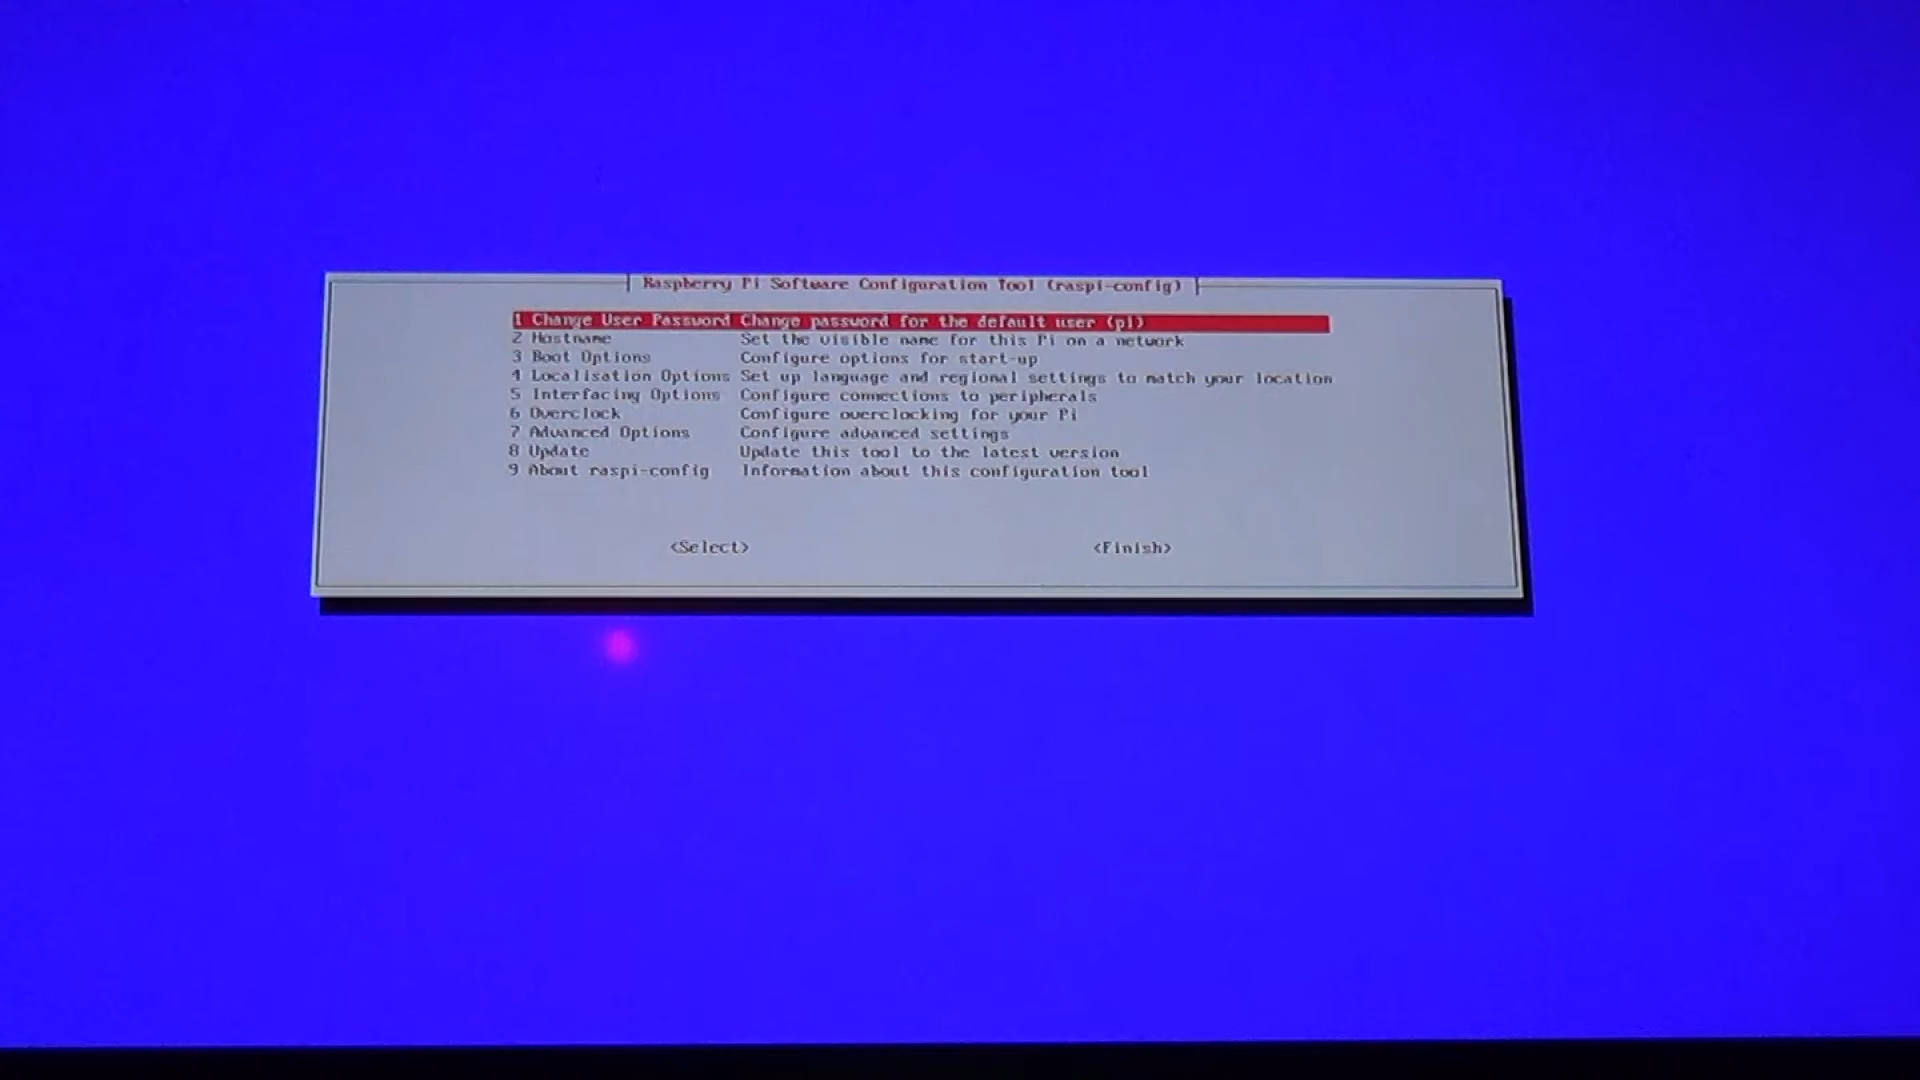 Raspberry Pi Software Configuration Tool (raspi-config)
1 Change User Password Change password for the default user (pi)
2 Hostname Set the visible name for this Pi on a network
3 Boot Options Configure options for start-up
4 Localisation Options Set up language and regional settings to match your location
5 Interfacing Options Configure connections to peripherals
6 Overclock Configure overclocking for your Pi
7 Advanced Options Configure advanced settings
8 Update Update this tool to the latest version
9 About raspi-config Information about this configuration tool
<Select> <Finish>